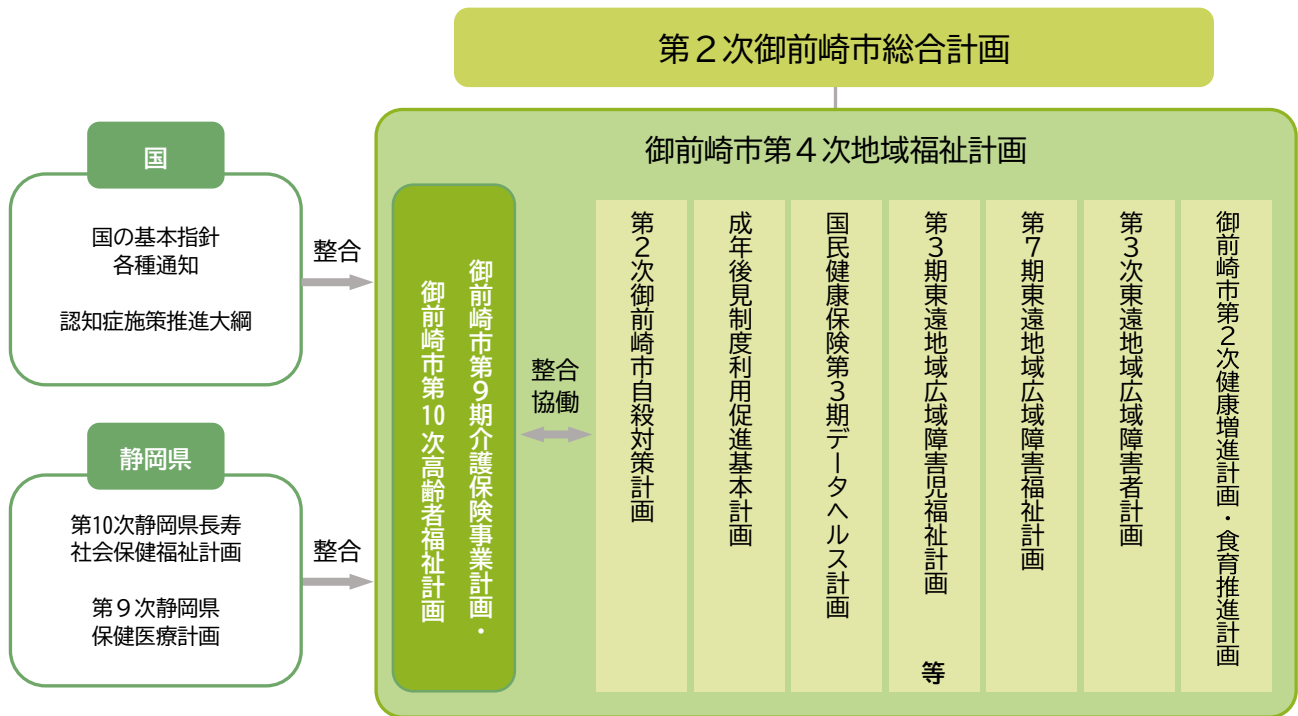 第２次御前崎市総合計画
御前崎市第４次地域福祉計画
国
国の基本指針
各種通知
認知症施策推進大綱
整合
静岡県
第10次静岡県長寿
社会保健福祉計画
第９次静岡県
保健医療計画
整合
御前崎市第９期介護保険事業計画・
御前崎市第10次高齢者福祉計画
整合
協働
御前崎市第２次健康増進計画・食育推進計画
第３次東遠地域広域障害者計画
第７期東遠地域広域障害福祉計画
第３期東遠地域広域障害児福祉計画
国民健康保険第３期データヘルス計画
成年後見制度利用促進基本計画
第２次御前崎市自殺対策計画
等